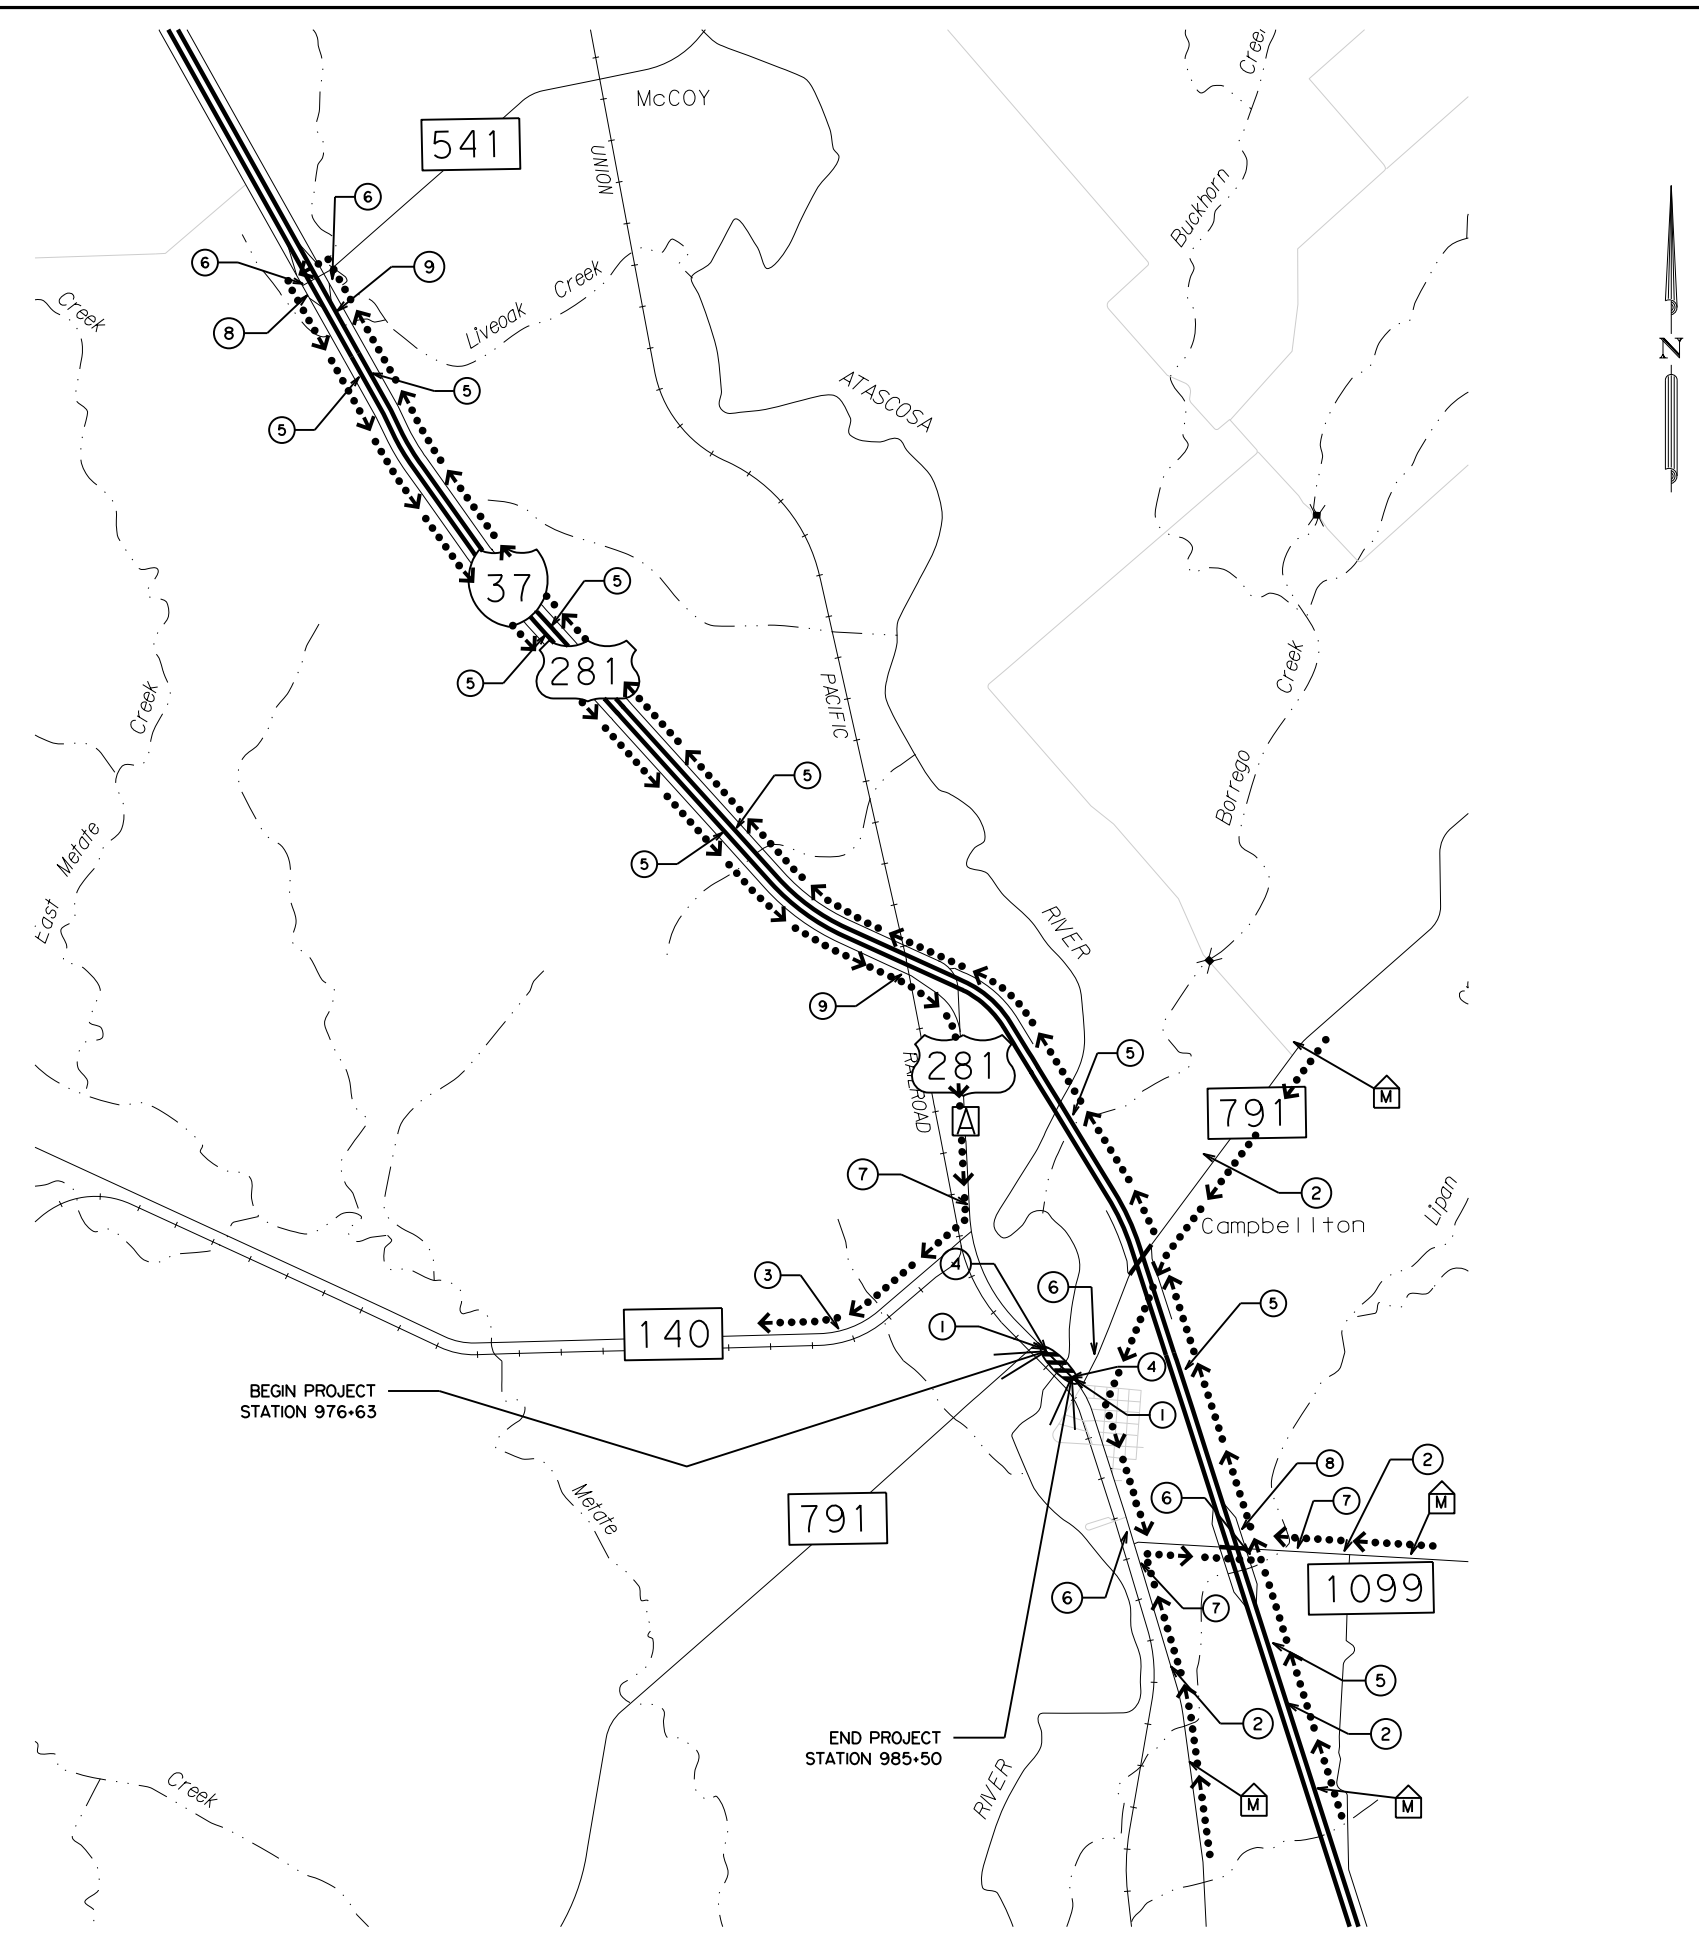 McCOY
541
UNION
6
6
9
8
Creek
Liveoak Creek
Buckhorn Creek
N
5
5
ATASCOSA
37
5
5
281
PACIFIC
Creek
Borrego
Creek
5
5
East Metate
RIVER
9
281
RAILROAD
5
A
791
M
7
2
Campbellton
Lipan
4
3
6
5
1
140
4
BEGIN PROJECT
STATION 976+63
1
8
2
6
7
M
791
Metate
6
7
1099
5
2
2
END PROJECT
STATION 985+50
RIVER
M
M
Creek